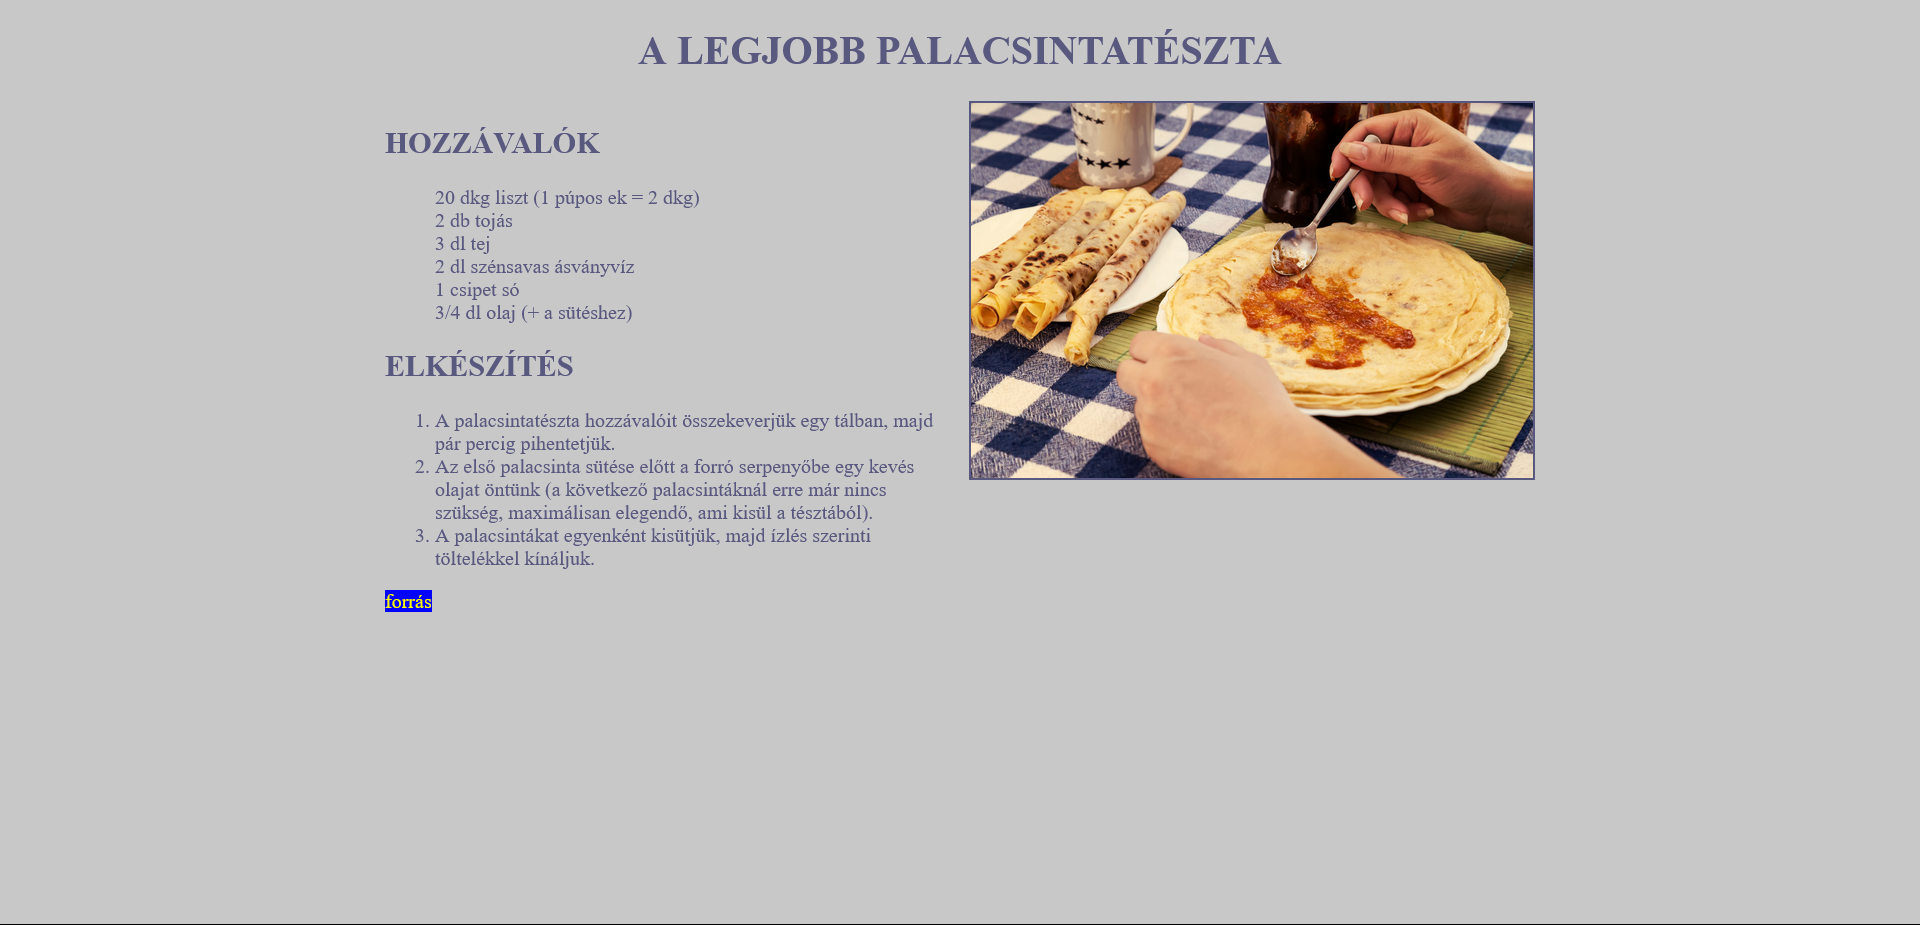 A LEGJOBB PALACSINTATÉSZTA
HOZZÁVALÓK
20 dkg liszt (1 púpos ek = 2 dkg)
2 db tojás
3 dl tej
2 dl szénsavas ásványvíz
1 csipet só
3/4 dl olaj (+ a sütéshez)
ELKÉSZÍTÉS
1. A palacsintatészta hozzávalóit összekeverjük egy tálban, majd
pár percig pihentetjük.
2. Az első palacsinta sütése előtt a forró serpenyőbe egy kevés
olajat öntünk (a következő palacsintáknál erre már nincs
szükség, maximálisan elegendő, ami kisül a tésztából).
3. A palacsintákat egyenként kisütjük, majd ízlés szerinti
töltelékkel kínáljuk.
forrás